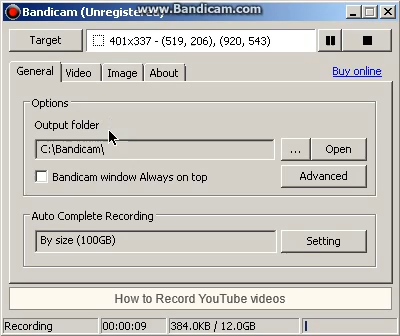 Bandicam (Unregistered)
www.Bandicam.com
Target
401x337 - (519, 206), (920, 543)
General Video Image About
Buy online
Options
Output folder
C:\Bandicam\
... Open
Bandicam window Always on top
Advanced
Auto Complete Recording
By size (100GB)
Setting
How to Record YouTube videos
Recording 00:00:09 384.0KB / 12.0GB